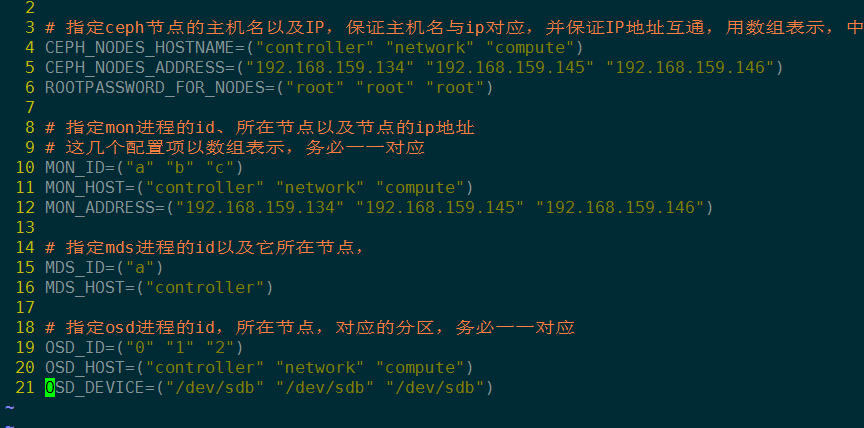 2
3 # 指定ceph节点的主机名以及IP，保证主机名与ip对应，并保证IP地址互通，用数组表示，中
4 CEPH_NODES_HOSTNAME=("controller" "network" "compute")
5 CEPH_NODES_ADDRESS=("192.168.159.134" "192.168.159.145" "192.168.159.146")
6 ROOTPASSWORD_FOR_NODES=("root" "root" "root")
7
8 # 指定mon进程的id、所在节点以及节点的ip地址
9 # 这几个配置项以数组表示，务必一一对应
10 MON_ID=("a" "b" "c")
11 MON_HOST=("controller" "network" "compute")
12 MON_ADDRESS=("192.168.159.134" "192.168.159.145" "192.168.159.146")
13
14 # 指定mds进程的id以及它所在节点，
15 MDS_ID=("a")
16 MDS_HOST=("controller")
17
18 # 指定osd进程的id，所在节点，对应的分区，务必一一对应
19 OSD_ID=("0" "1" "2")
20 OSD_HOST=("controller" "network" "compute")
21 OSD_DEVICE=("/dev/sdb" "/dev/sdb" "/dev/sdb")
~
~